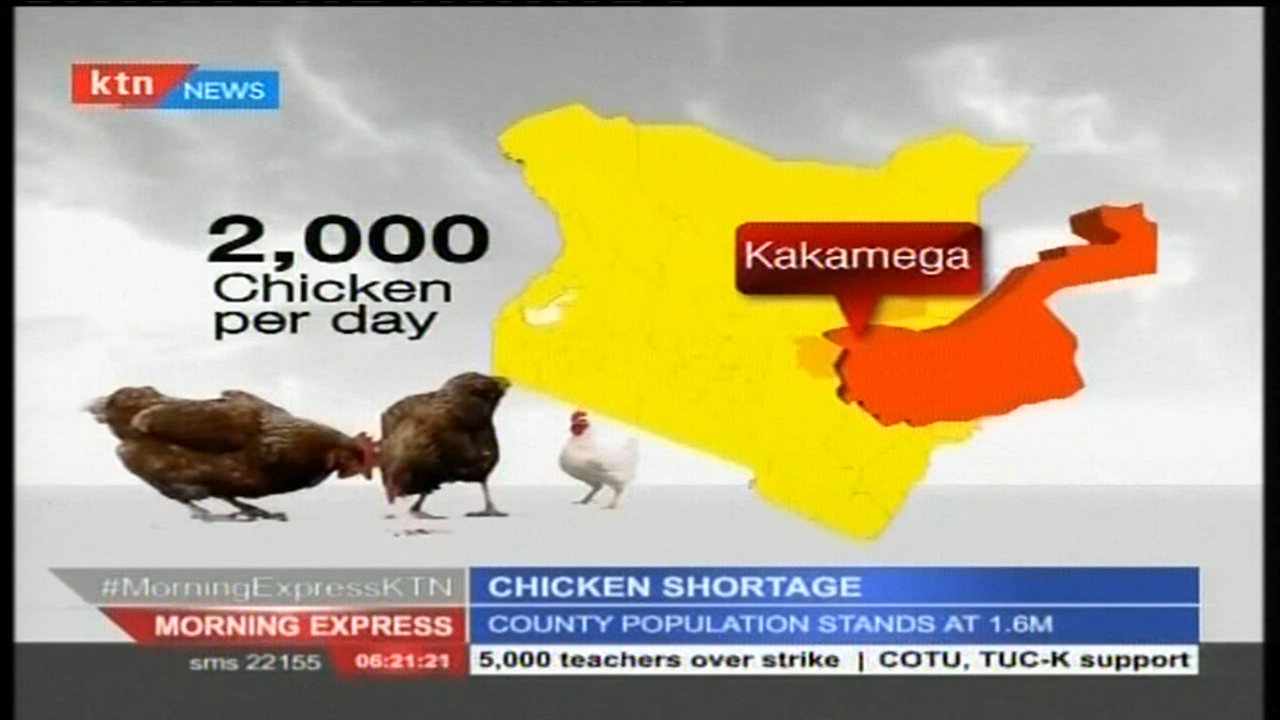 ktn NEWS
2,000
Chicken
per day
Kakamega
#MorningExpressKTN
CHICKEN SHORTAGE
MORNING EXPRESS
COUNTY POPULATION STANDS AT 1.6M
sms 22155 06:21:21
5,000 teachers over strike | COTU, TUC-K support